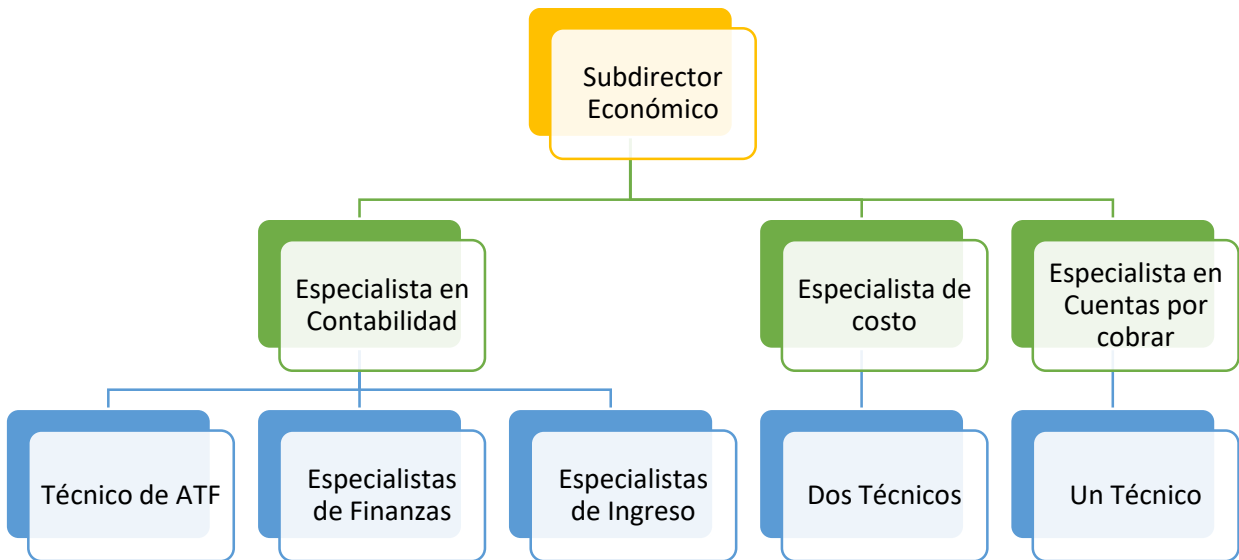 Subdirector
Económico
Especialista en
Contabilidad
Especialista de
costo
Especialista en
Cuentas por
cobrar
Técnico de ATF
Especialistas
de Finanzas
Especialistas
de Ingreso
Dos Técnicos
Un Técnico